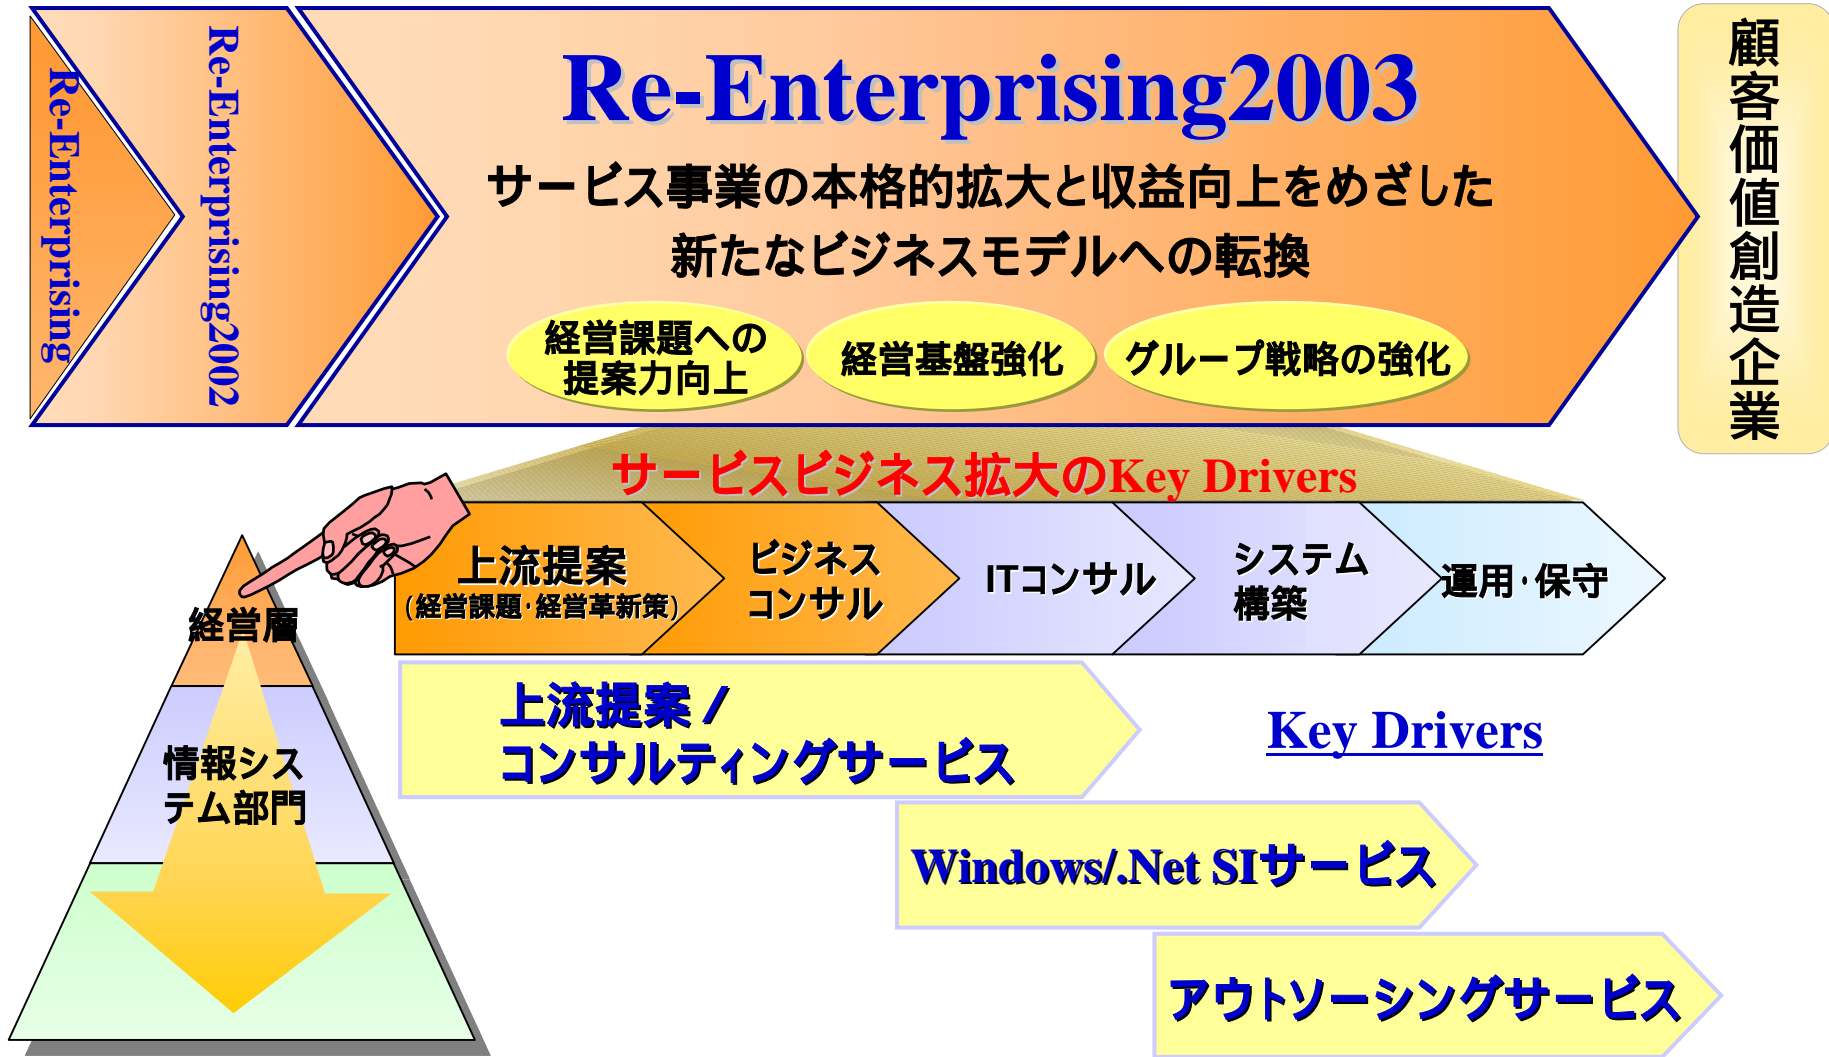 Re-Enterprising
Re-Enterprising2002
Re-Enterprising2003
サービス事業の本格的拡大と収益向上をめざした
新たなビジネスモデルへの転換
経営課題への
提案力向上
経営基盤強化
グループ戦略の強化
顧客価値創造企業
サービスビジネス拡大のKey Drivers
上流提案
(経営課題･経営革新策)
ビジネス
コンサル
ITコンサル
システム
構築
運用･保守
経営層
情報シス
テム部門
上流提案 /
コンサルティングサービス
Key Drivers
Windows/.Net SIサービス
アウトソーシングサービス